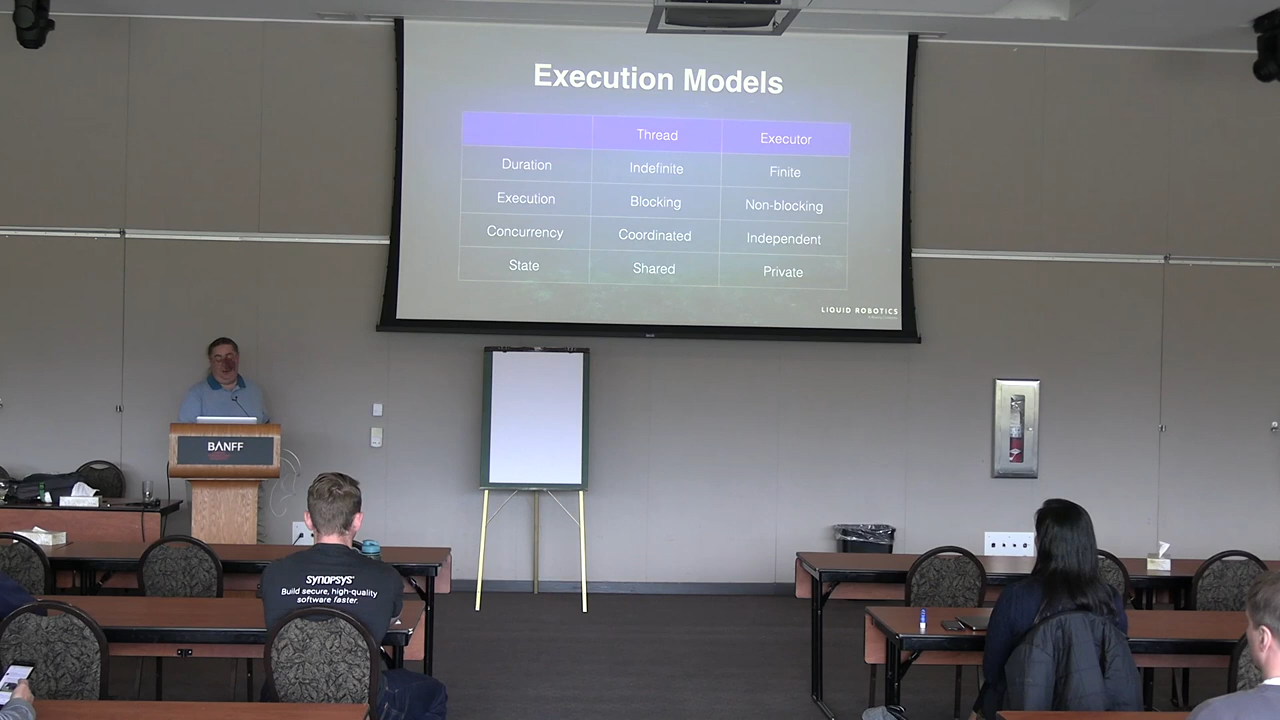 Execution Models
Thread Executor
Duration Indefinite Finite
Execution Blocking Non-blocking
Concurrency Coordinated Independent
State Shared Private
LIQUID ROBOTICS
BANFF
SYNOPSYS®
Build secure, high-quality
software faster.